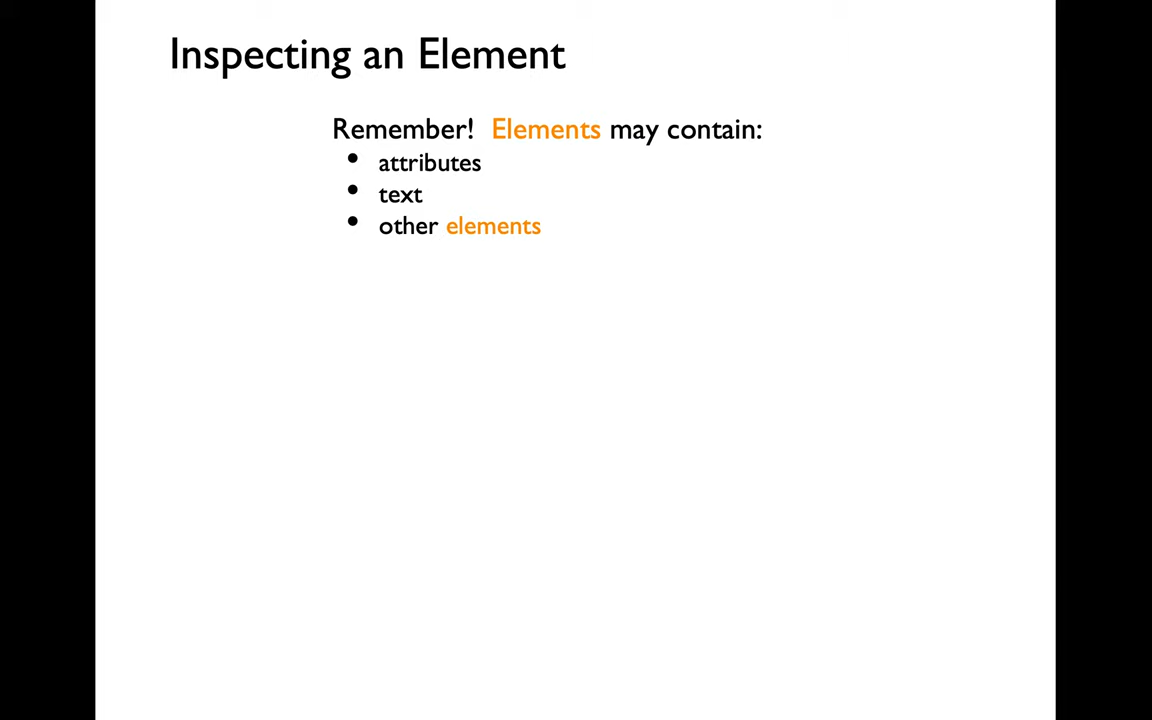 Inspecting an Element
Remember! Elements may contain:
• attributes
• text
• other elements